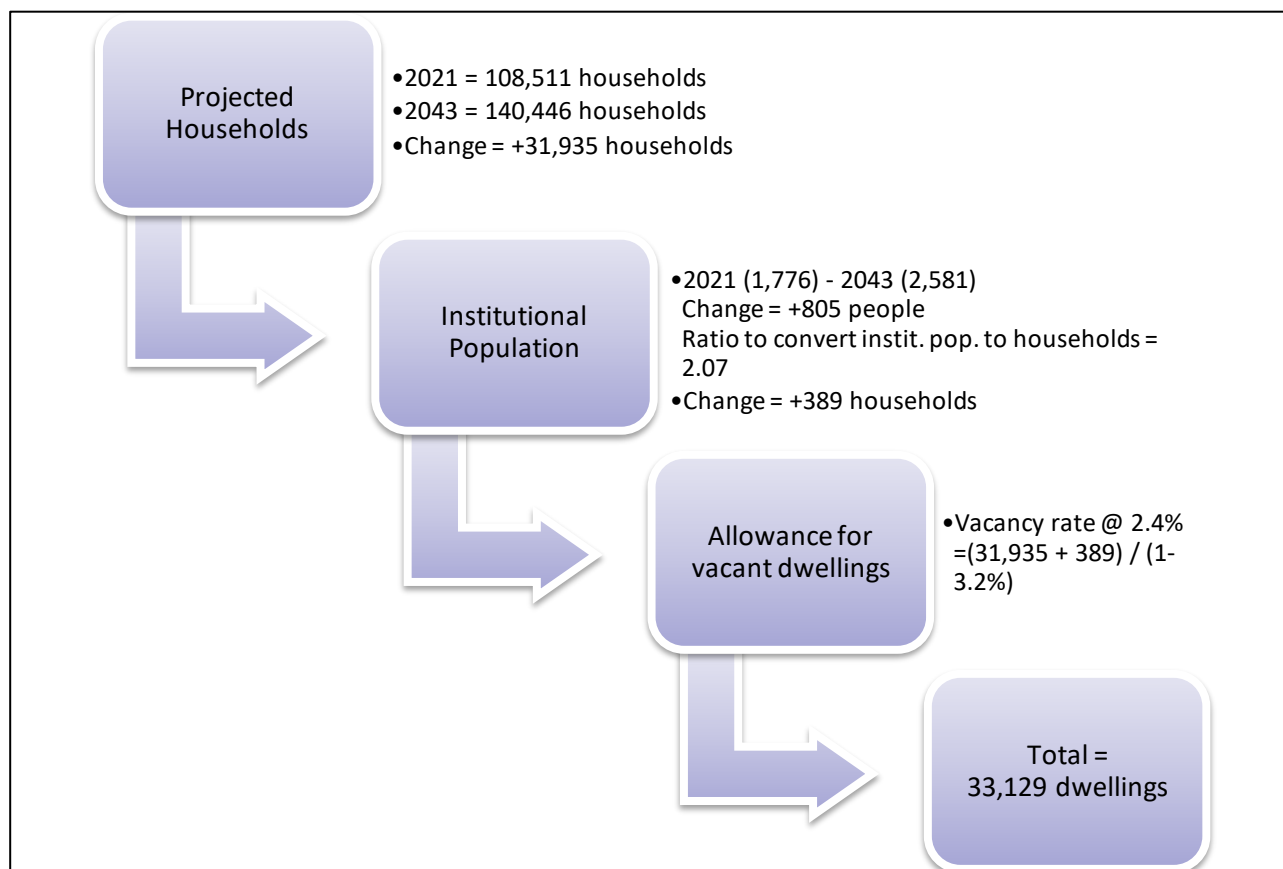 Projected
Households
•2021 = 108,511 households
•2043 = 140,446 households
•Change = +31,935 households
Institutional
Population
•2021 (1,776) - 2043 (2,581)
Change = +805 people
Ratio to convert instit. pop. to households =
2.07
•Change = +389 households
Allowance for
vacant dwellings
•Vacancy rate @ 2.4%
=(31,935 + 389) / (1-
3.2%)
Total =
33,129 dwellings